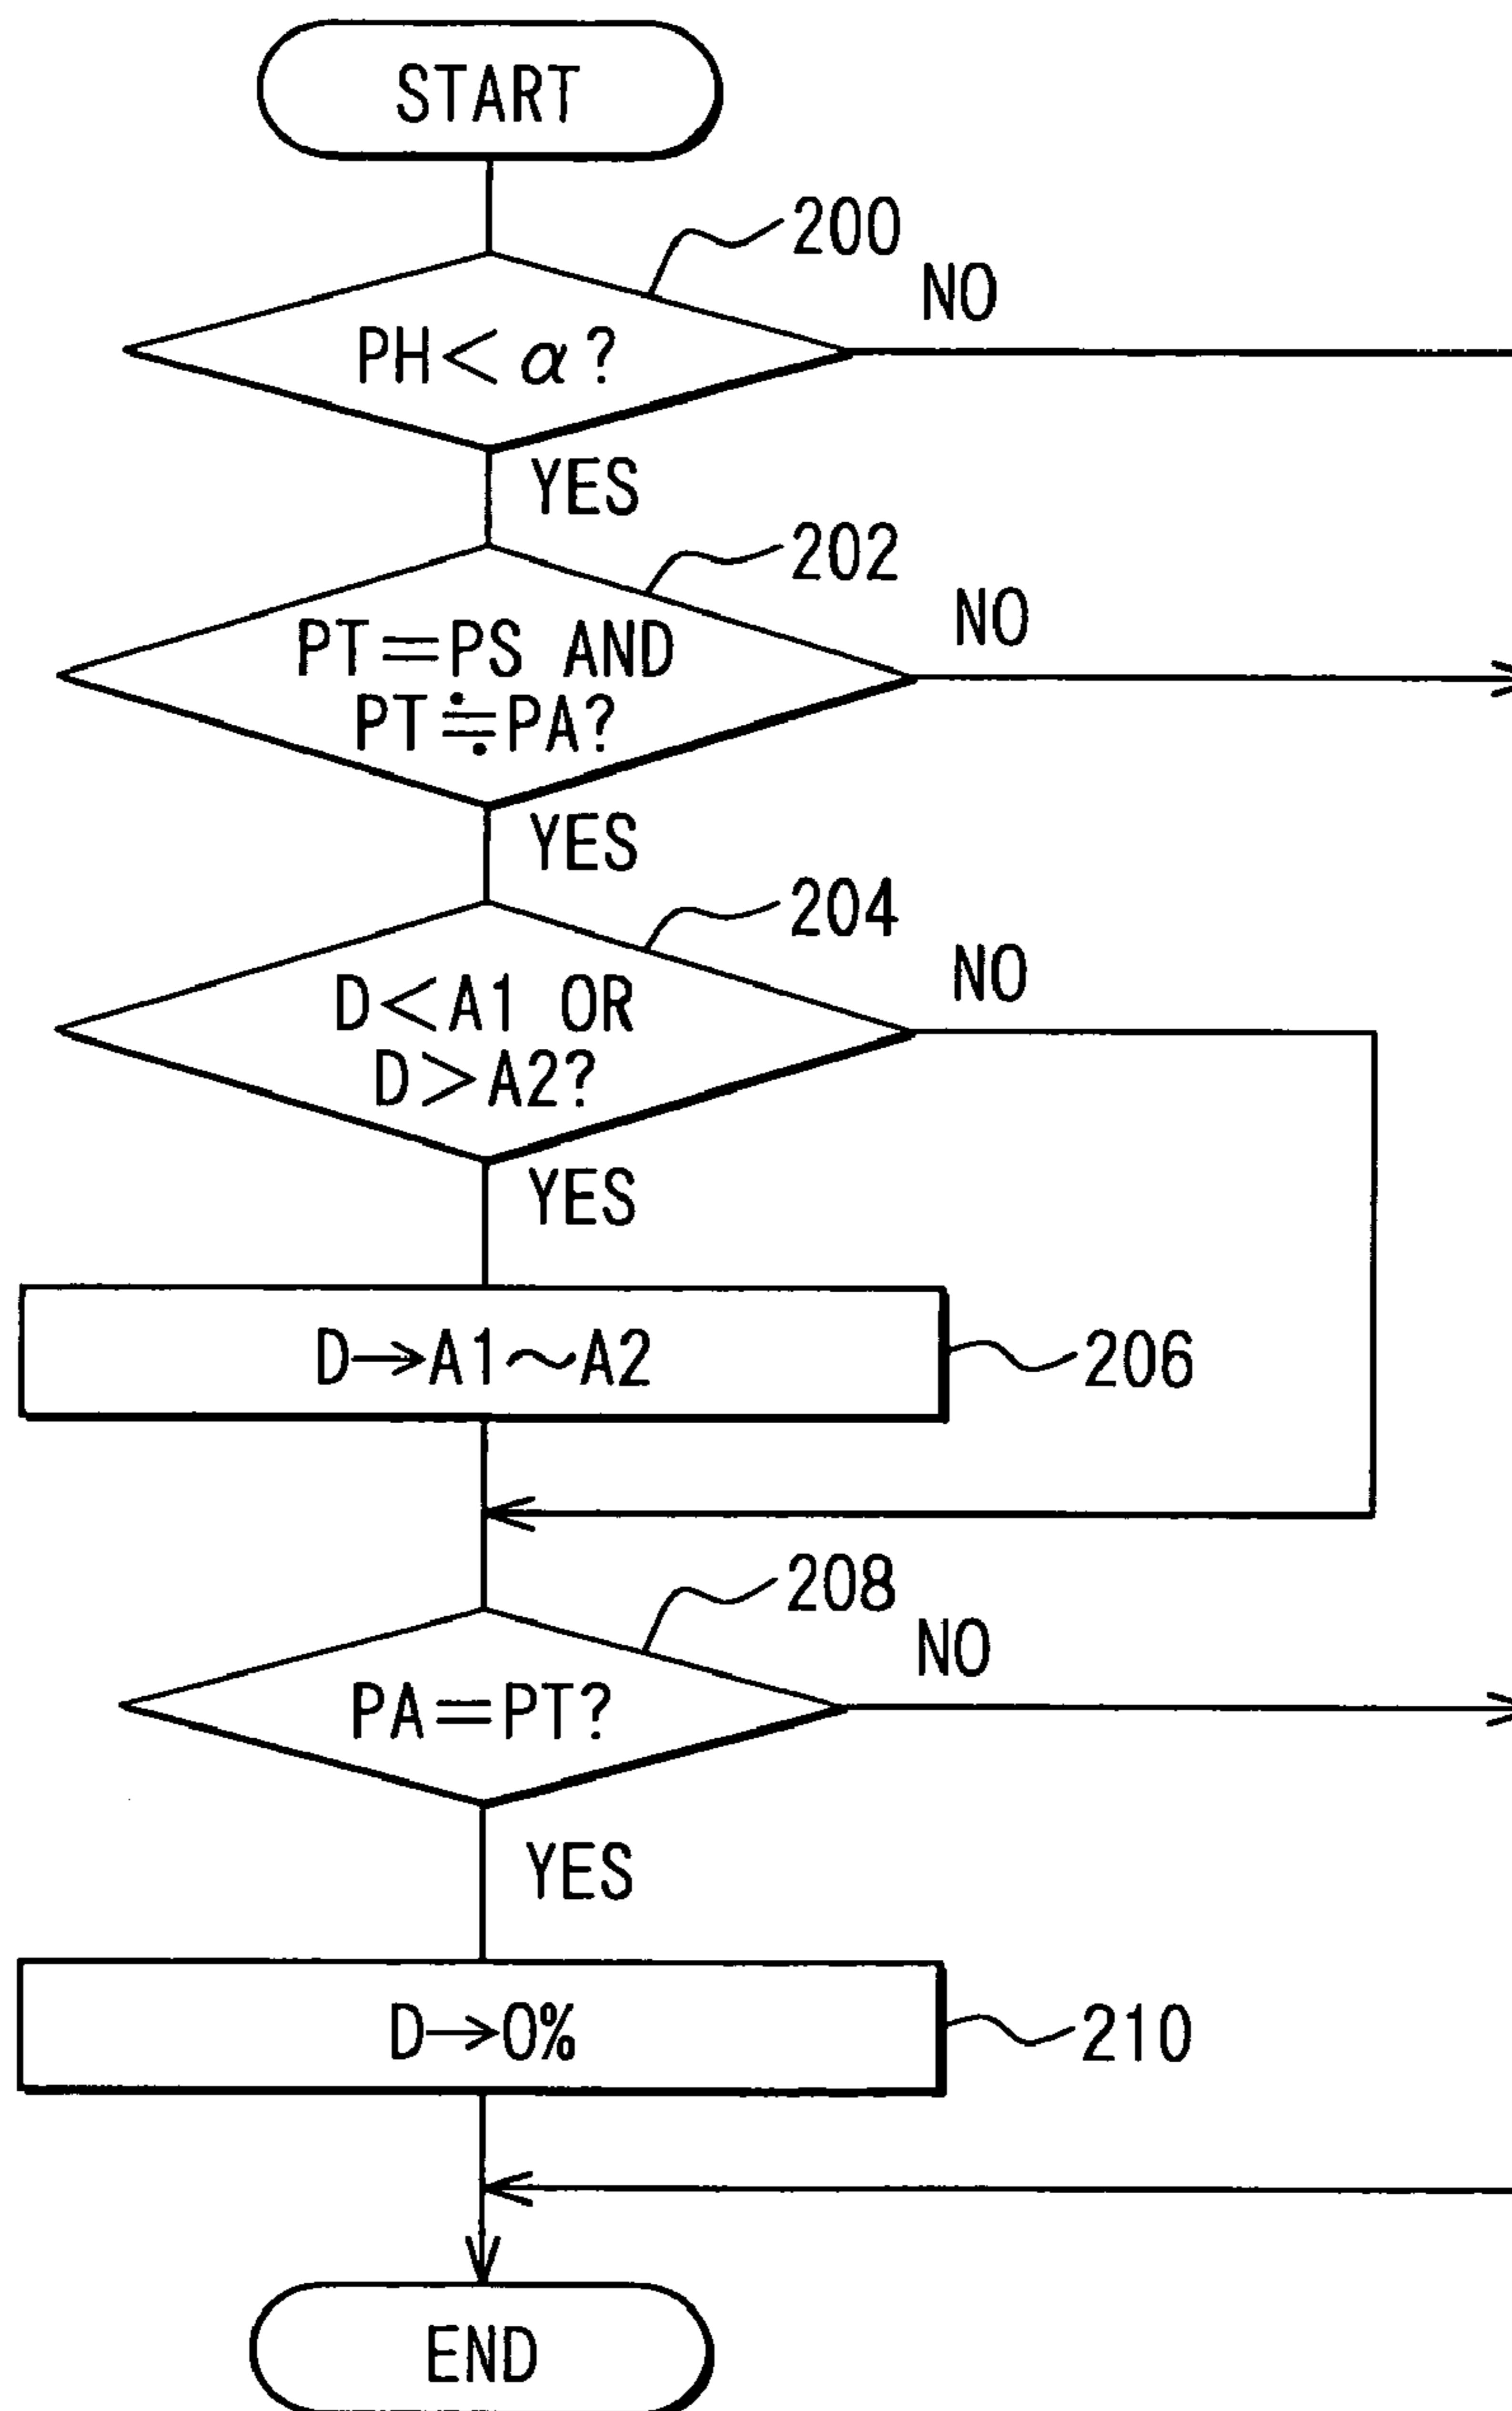 START
200
NO
PH<α?
YES
202
NO
PT=PS AND
PT≒PA?
YES
204
NO
D<A1 OR
D>A2?
YES
D→A1~A2
206
208
NO
PA=PT?
YES
D→0%
210
END